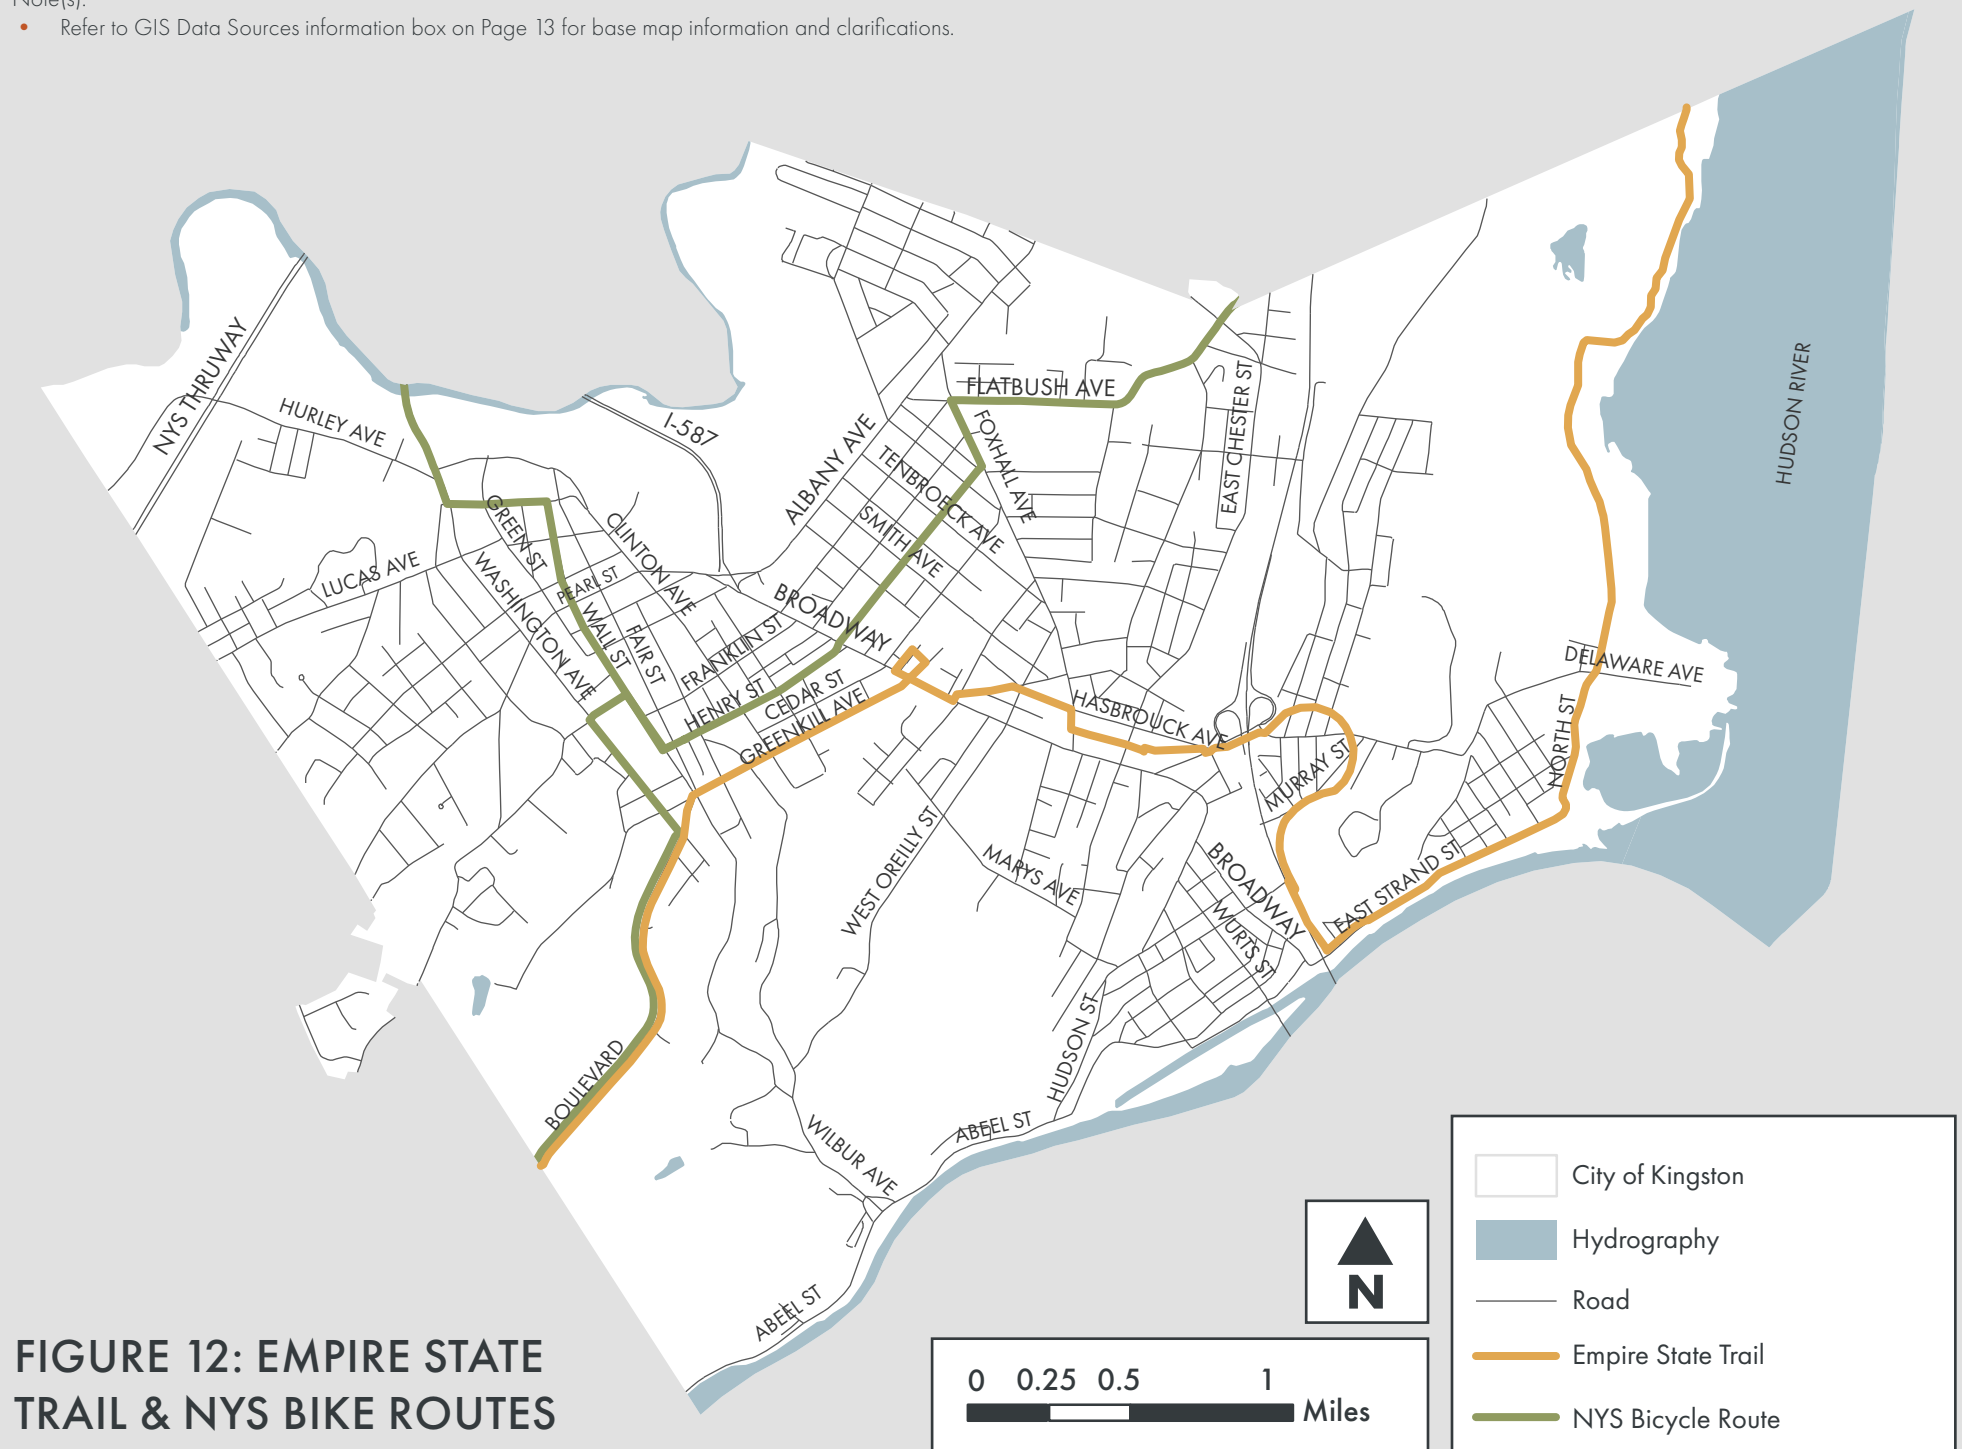 Note(s):
• Refer to GIS Data Sources information box on Page 13 for base map information and clarifications.
NYS THRUWAY
HURLEY AVE
I-587
FLATBUSH AVE
FOXHALL AVE
ALBANY AVE
TENBROECK AVE
SMITH AVE
EAST CHESTER ST
HUDSON RIVER
GREEN ST
CLINTON AVE
LUCAS AVE
WASHINGTON AVE
PEARL ST
WALL ST
FAIR ST
BROADWAY
FRANKLIN ST
HENRY ST
CEDAR ST
GREENKILL AVE
HASBROUCK AVE
DELAWARE AVE
NORTH ST
MURRAY ST
WEST OREILLY ST
MARYS AVE
BROADWAY
WURTS ST
EAST STRAND ST
HUDSON ST
BOULEVARD
WILBUR AVE
ABEEL ST
ABEEL ST
FIGURE 12: EMPIRE STATE
TRAIL & NYS BIKE ROUTES
N
0 0.25 0.5 1
Miles
City of Kingston
Hydrography
Road
Empire State Trail
NYS Bicycle Route